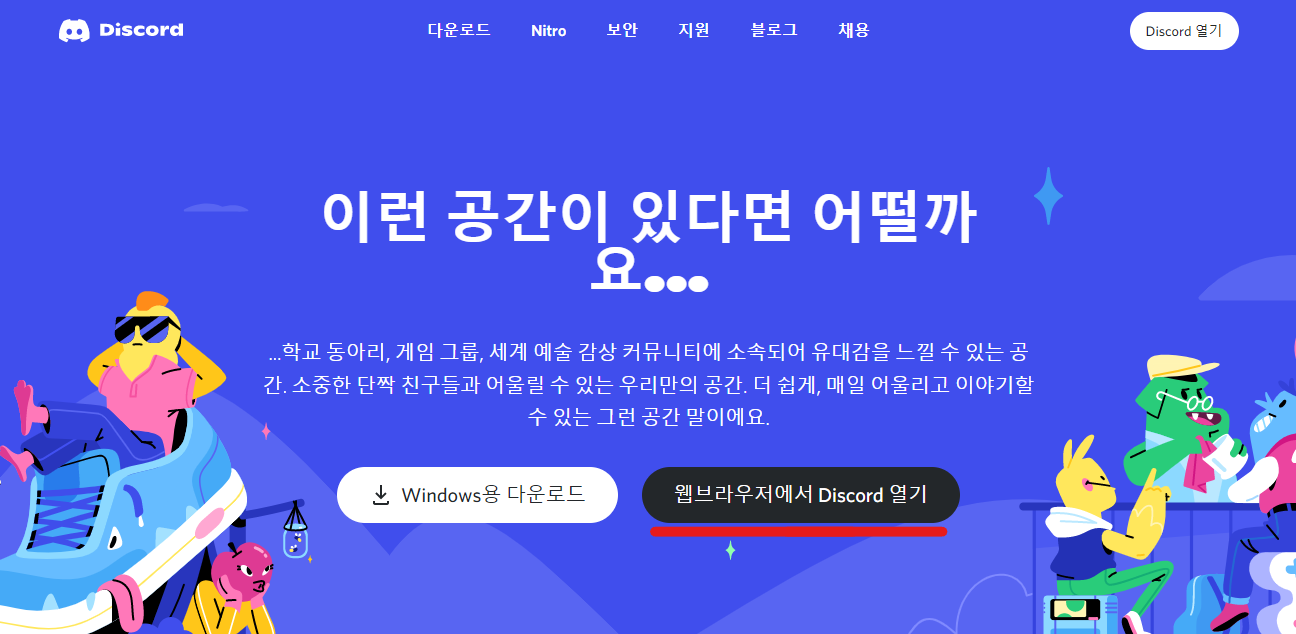 Discord
다운로드
Nitro
보안
지원
블로그
채용
Discord 열기
이런 공간이 있다면 어떨까
요...
...학교 동아리, 게임 그룹, 세계 예술 감상 커뮤니티에 소속되어 유대감을 느낄 수 있는 공
간. 소중한 단짝 친구들과 어울릴 수 있는 우리만의 공간. 더 쉽게, 매일 어울리고 이야기할
수 있는 그런 공간 말이에요.
Windows용 다운로드
웹브라우저에서 Discord 열기